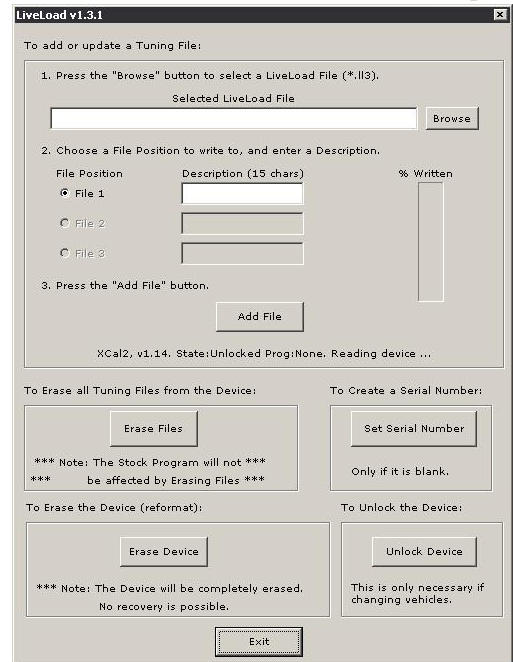 LiveLoad v1.3.1
To add or update a Tuning File:
1. Press the "Browse" button to select a LiveLoad File (*.ll3).
Selected LiveLoad File
Browse
2. Choose a File Position to write to, and enter a Description.
File Position Description (15 chars) % Written
File 1
File 2
File 3
3. Press the "Add File" button.
Add File
XCal2, v1.14. State:Unlocked Prog:None. Reading device ...
To Erase all Tuning Files from the Device:
Erase Files
*** Note: The Stock Program will not ***
*** be affected by Erasing Files ***
To Create a Serial Number:
Set Serial Number
Only if it is blank.
To Erase the Device (reformat):
Erase Device
*** Note: The Device will be completely erased.
No recovery is possible.
To Unlock the Device:
Unlock Device
This is only necessary if
changing vehicles.
Exit